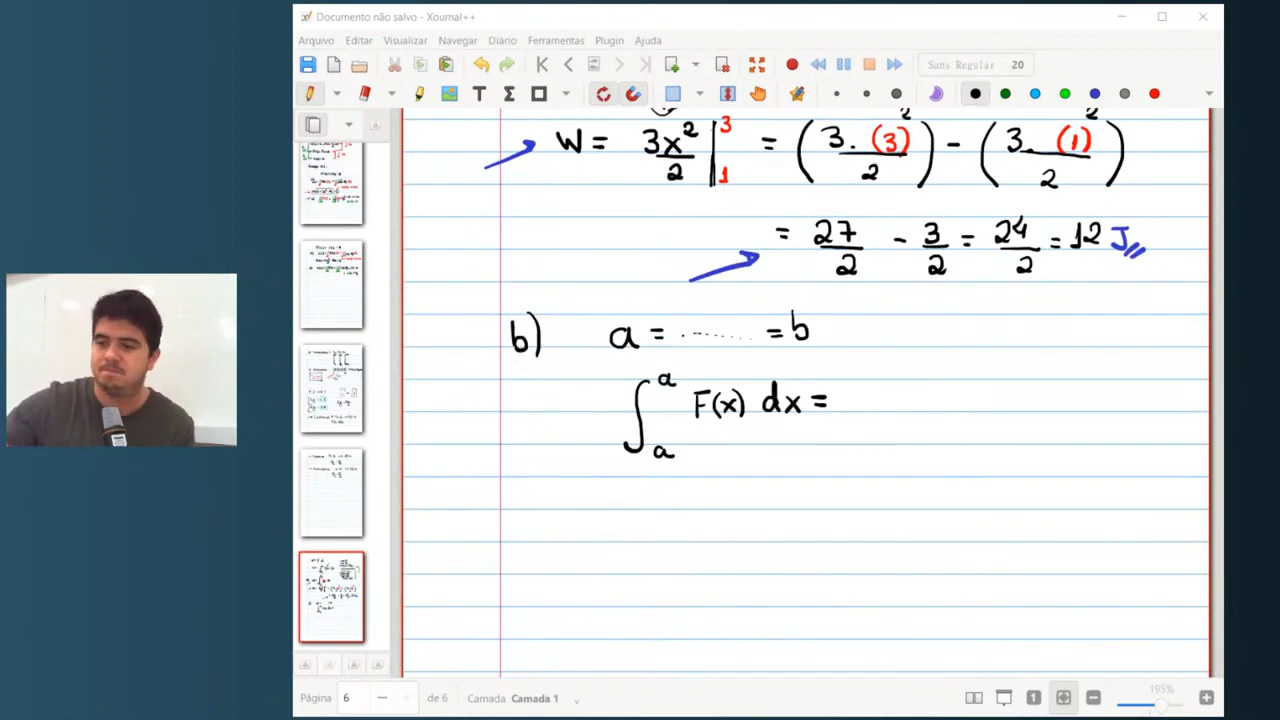 Documento não salvo - Xournal++
Arquivo Editar Visualizar Navegar Diário Ferramentas Plugin Ajuda
Sans Regular 20
W = 3x²/2 |₁³ = (3.(3)²/2) - (3.(1)²/2)
= 27/2 - 3/2 = 24/2 = 12 J
b) a = ........ = b
∫ₐᵃ F(x) dx =
Página 6 de 6 Camada Camada 1 195%